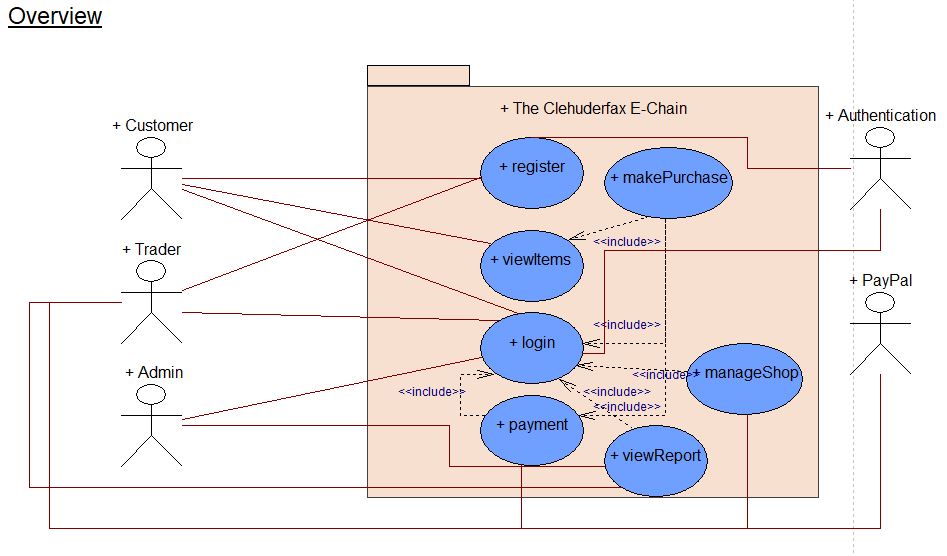 Overview
+ The Clehuderfax E-Chain
+ Customer
+ Authentication
+ register
+ makePurchase
<<include>>
+ Trader
+ viewItems
+ PayPal
<<include>>
+ login
+ Admin
<<include>>
+ manageShop
<<include>>
<<include>>
<<include>>
+ payment
+ viewReport